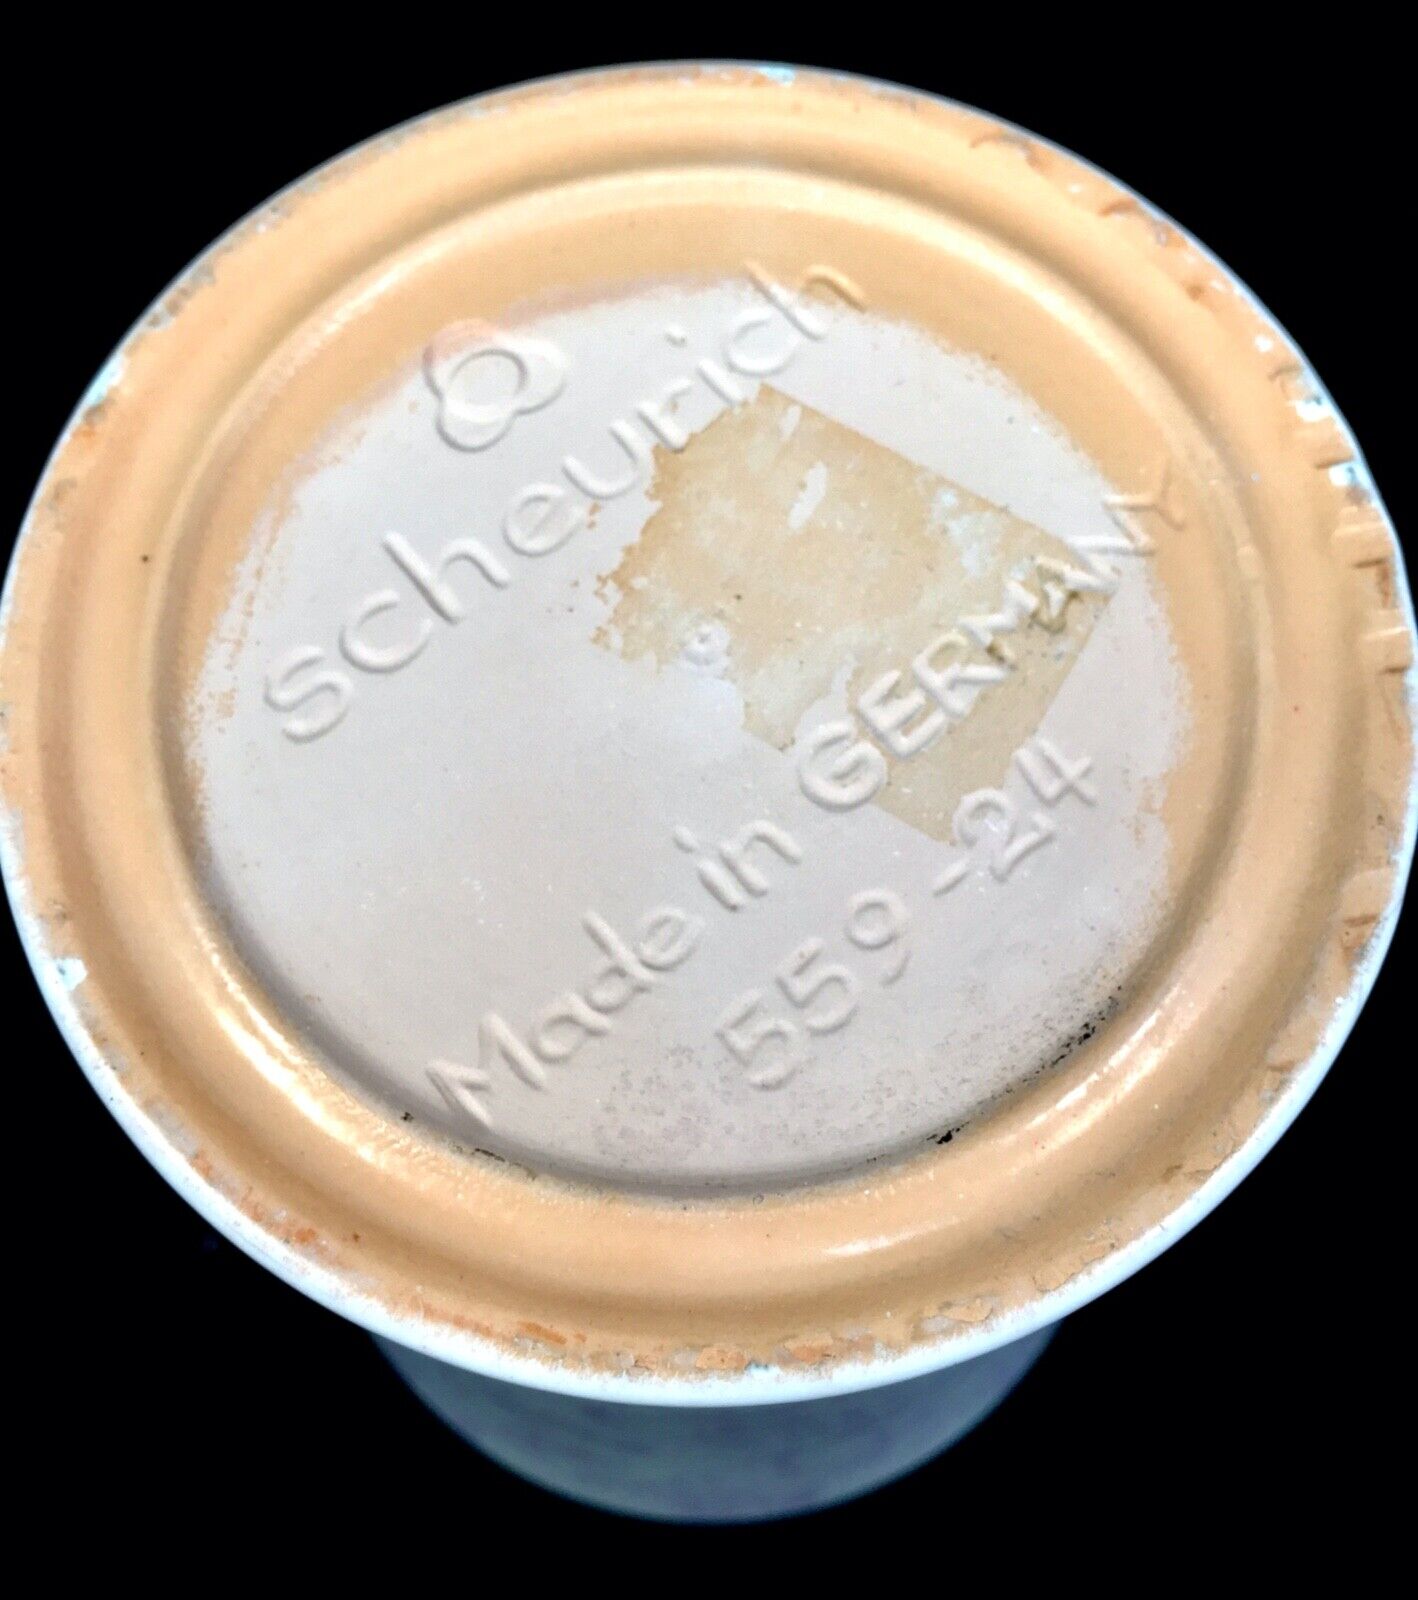 scheurich
Made in GERMANY
559-24